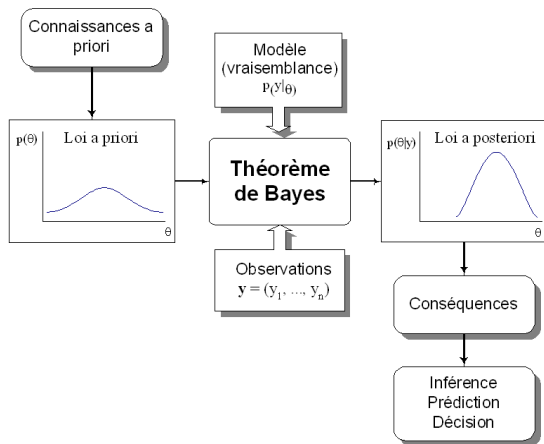 Connaissances a
priori
Modèle
(vraisemblance)
p(y|θ)
p(θ)
Loi a priori
θ
Théorème
de Bayes
p(θ|y)
Loi a posteriori
θ
Observations
y = (y1, ..., yn)
Conséquences
Inférence
Prédiction
Décision